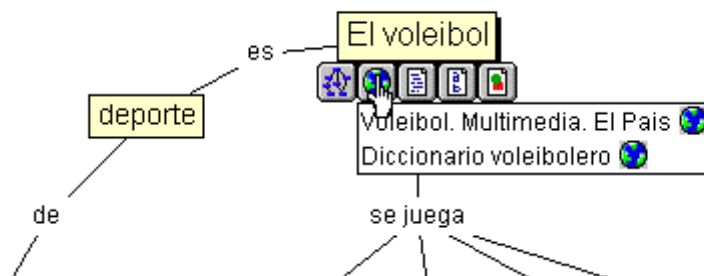 El voleibol
es
deporte
Voleibol. Multimedia. El Pais
Diccionario voleibolero
de
se juega